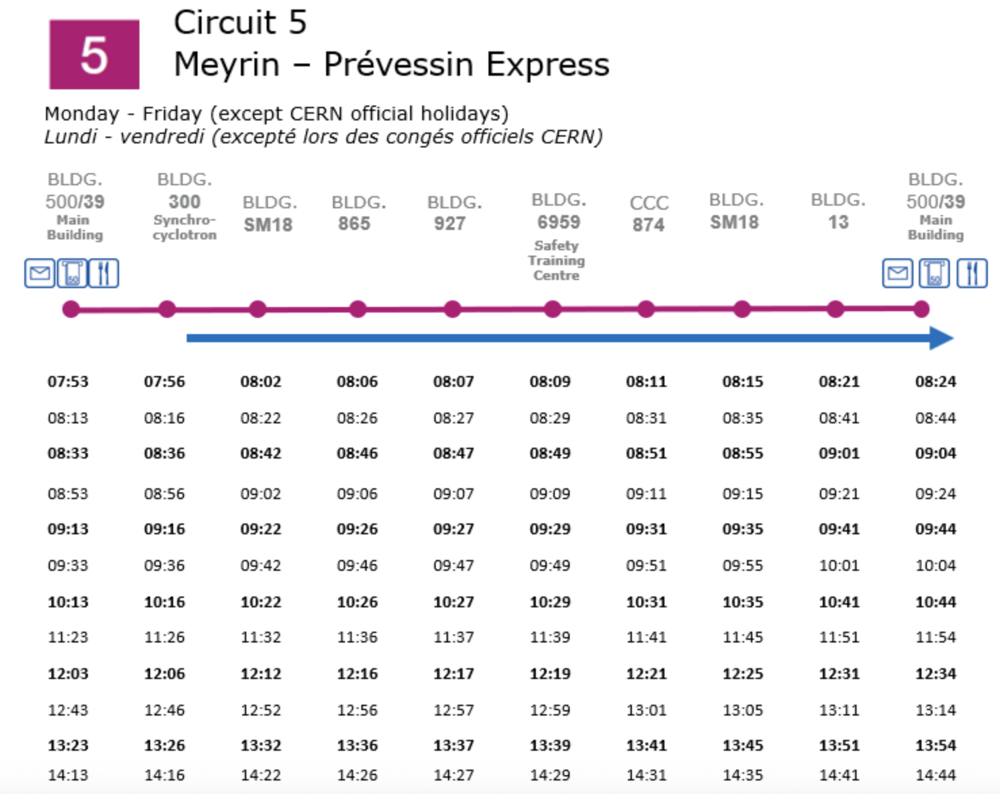 5
Circuit 5
Meyrin – Prévessin Express
Monday - Friday (except CERN official holidays)
Lundi - vendredi (excepté lors des congés officiels CERN)
BLDG. 500/39 Main Building
BLDG. 300 Synchro-cyclotron
BLDG. SM18
BLDG. 865
BLDG. 927
BLDG. 6959 Safety Training Centre
CCC 874
BLDG. SM18
BLDG. 13
BLDG. 500/39 Main Building
50
50
07:53 07:56 08:02 08:06 08:07 08:09 08:11 08:15 08:21 08:24
08:13 08:16 08:22 08:26 08:27 08:29 08:31 08:35 08:41 08:44
08:33 08:36 08:42 08:46 08:47 08:49 08:51 08:55 09:01 09:04
08:53 08:56 09:02 09:06 09:07 09:09 09:11 09:15 09:21 09:24
09:13 09:16 09:22 09:26 09:27 09:29 09:31 09:35 09:41 09:44
09:33 09:36 09:42 09:46 09:47 09:49 09:51 09:55 10:01 10:04
10:13 10:16 10:22 10:26 10:27 10:29 10:31 10:35 10:41 10:44
11:23 11:26 11:32 11:36 11:37 11:39 11:41 11:45 11:51 11:54
12:03 12:06 12:12 12:16 12:17 12:19 12:21 12:25 12:31 12:34
12:43 12:46 12:52 12:56 12:57 12:59 13:01 13:05 13:11 13:14
13:23 13:26 13:32 13:36 13:37 13:39 13:41 13:45 13:51 13:54
14:13 14:16 14:22 14:26 14:27 14:29 14:31 14:35 14:41 14:44